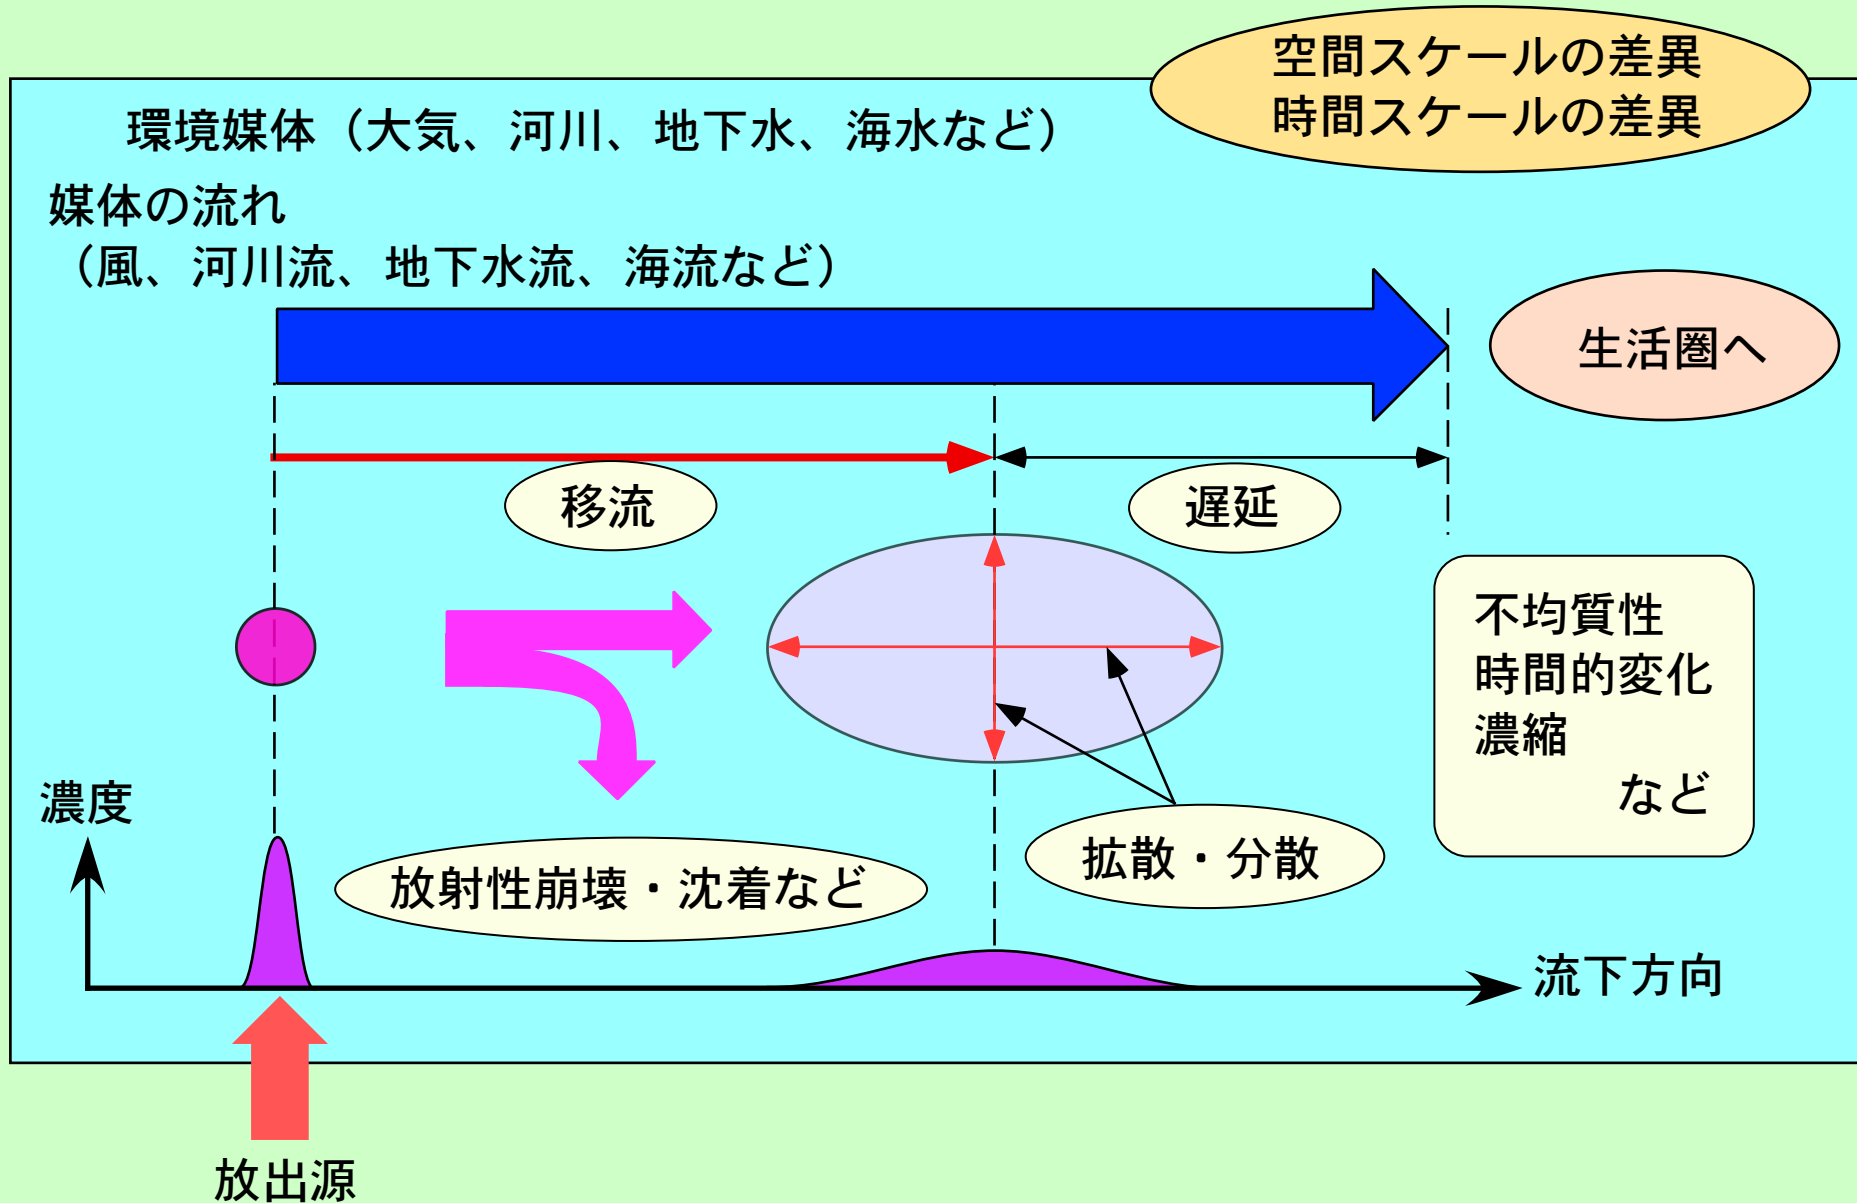 空間スケールの差異
時間スケールの差異
環境媒体（大気、河川、地下水、海水など）
媒体の流れ
（風、河川流、地下水流、海流など）
生活圏へ
移流
遅延
不均質性
時間的変化
濃縮
など
濃度
拡散・分散
放射性崩壊・沈着など
流下方向
放出源